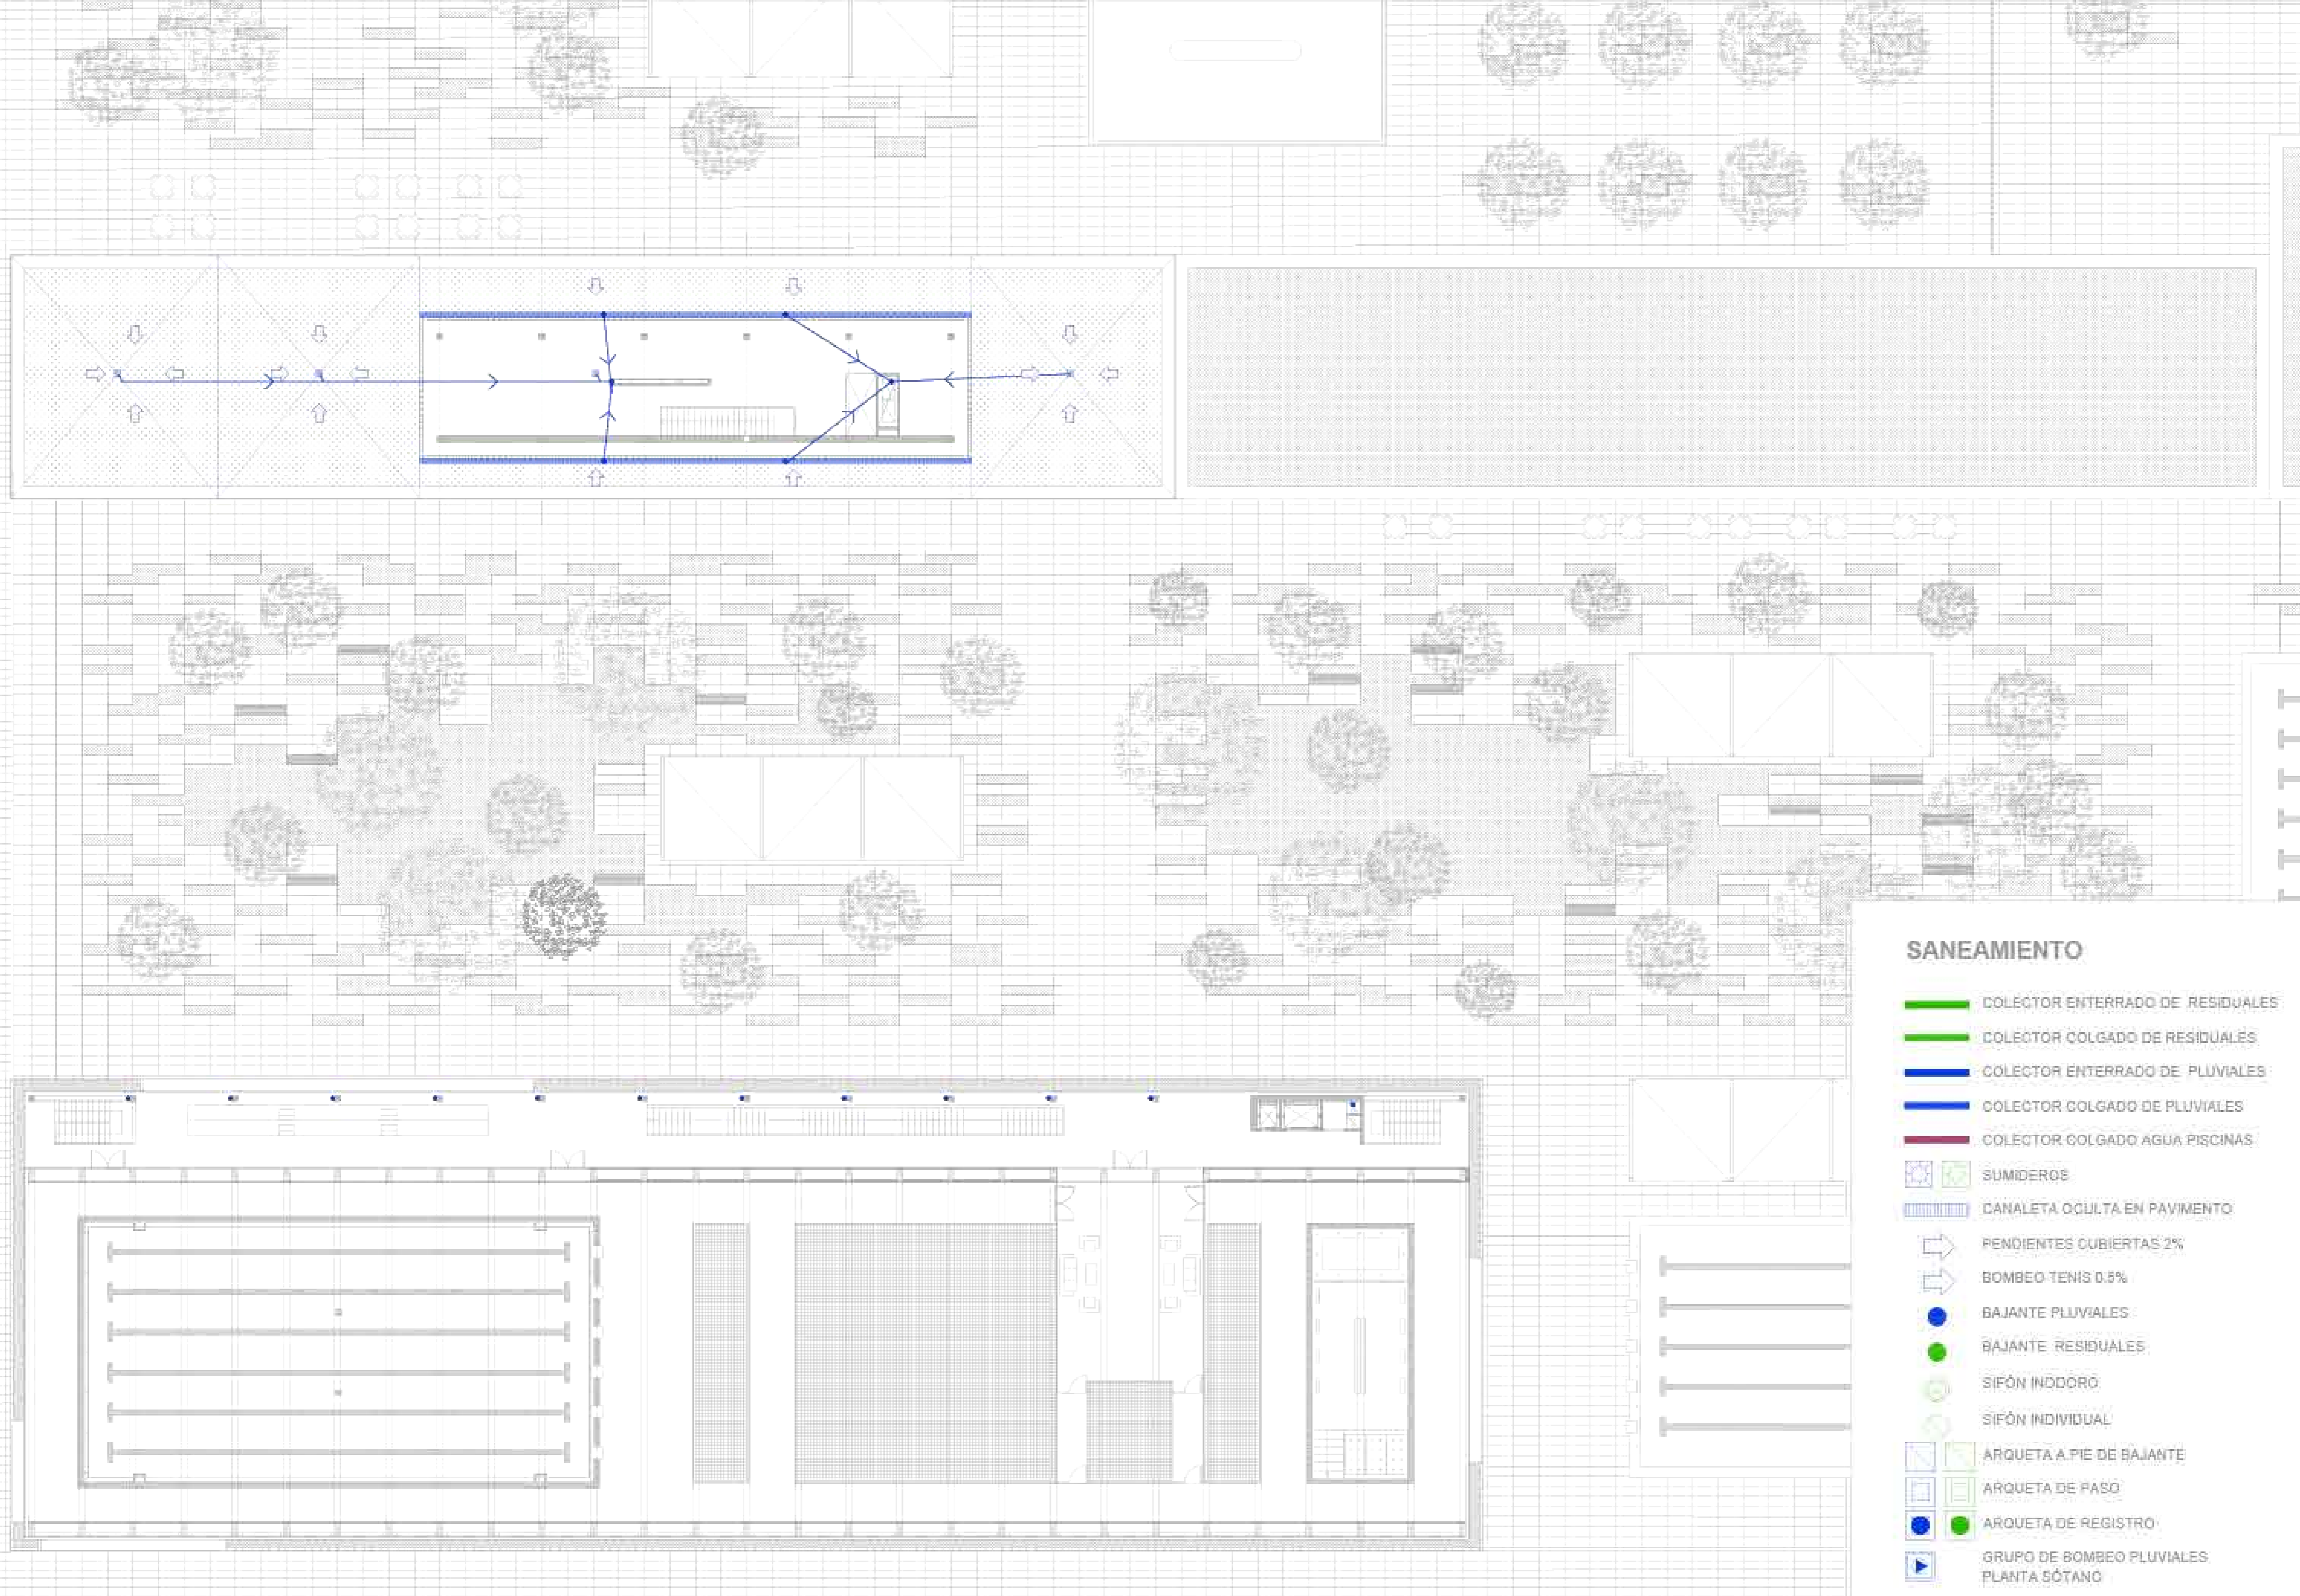 SANEAMIENTO
COLECTOR ENTERRADO DE RESIDUALES
COLECTOR COLGADO DE RESIDUALES
COLECTOR ENTERRADO DE PLUVIALES
COLECTOR COLGADO DE PLUVIALES
COLECTOR COLGADO AGUA PISCINAS
SUMIDEROS
CANALETA OCULTA EN PAVIMENTO
PENDIENTES CUBIERTAS 2%
BOMBEO TENIS 0.5%
BAJANTE PLUVIALES
BAJANTE RESIDUALES
SIFÓN INODORO
SIFÓN INDIVIDUAL
ARQUETA A PIE DE BAJANTE
ARQUETA DE PASO
ARQUETA DE REGISTRO
GRUPO DE BOMBEO PLUVIALES
PLANTA SÓTANO